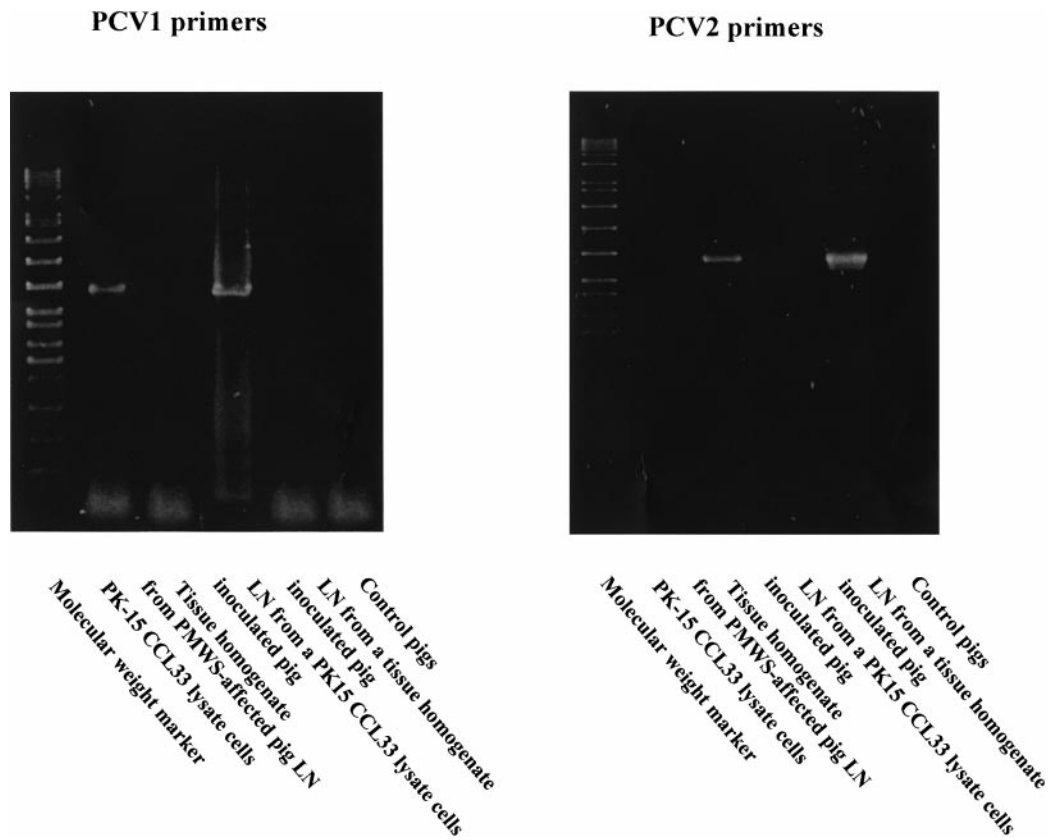 PCV1 primers
Molecular weight marker
PK-15 CCL33 lysate cells
Tissue homogenate
from PMWS-affected pig LN
LN from a PK15 CCL33 lysate cells
inoculated pig
LN from a tissue homogenate
inoculated pig
Control pigs
PCV2 primers
Molecular weight marker
PK-15 CCL33 lysate cells
Tissue homogenate
from PMWS-affected pig LN
LN from a PK15 CCL33 lysate cells
inoculated pig
LN from a tissue homogenate
inoculated pig
Control pigs